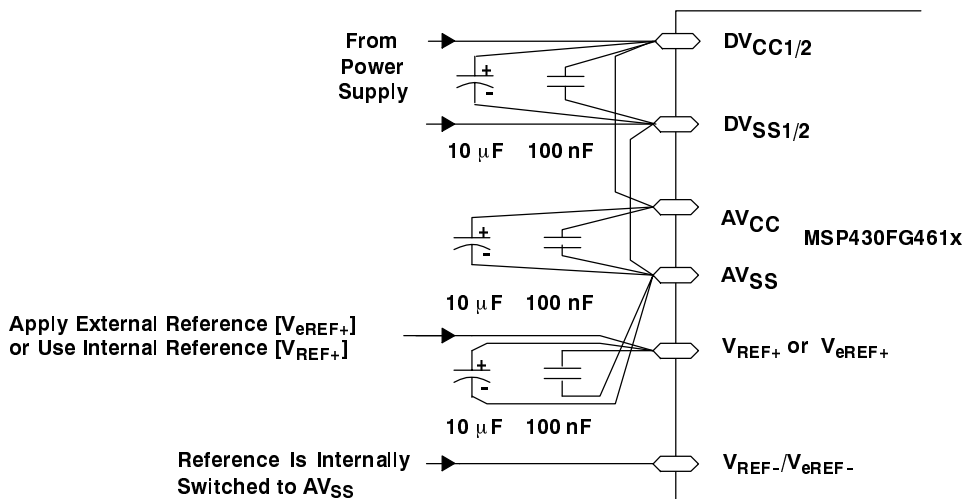 From
Power
Supply
DVCC1/2
+
-
DVSS1/2
10 μF 100 nF
AVCC
MSP430FG461x
+
-
AVSS
10 μF 100 nF
Apply External Reference [VeREF+]
or Use Internal Reference [VREF+]
VREF+ or VeREF+
+
-
10 μF 100 nF
Reference Is Internally
Switched to AVSS
VREF-/VeREF-